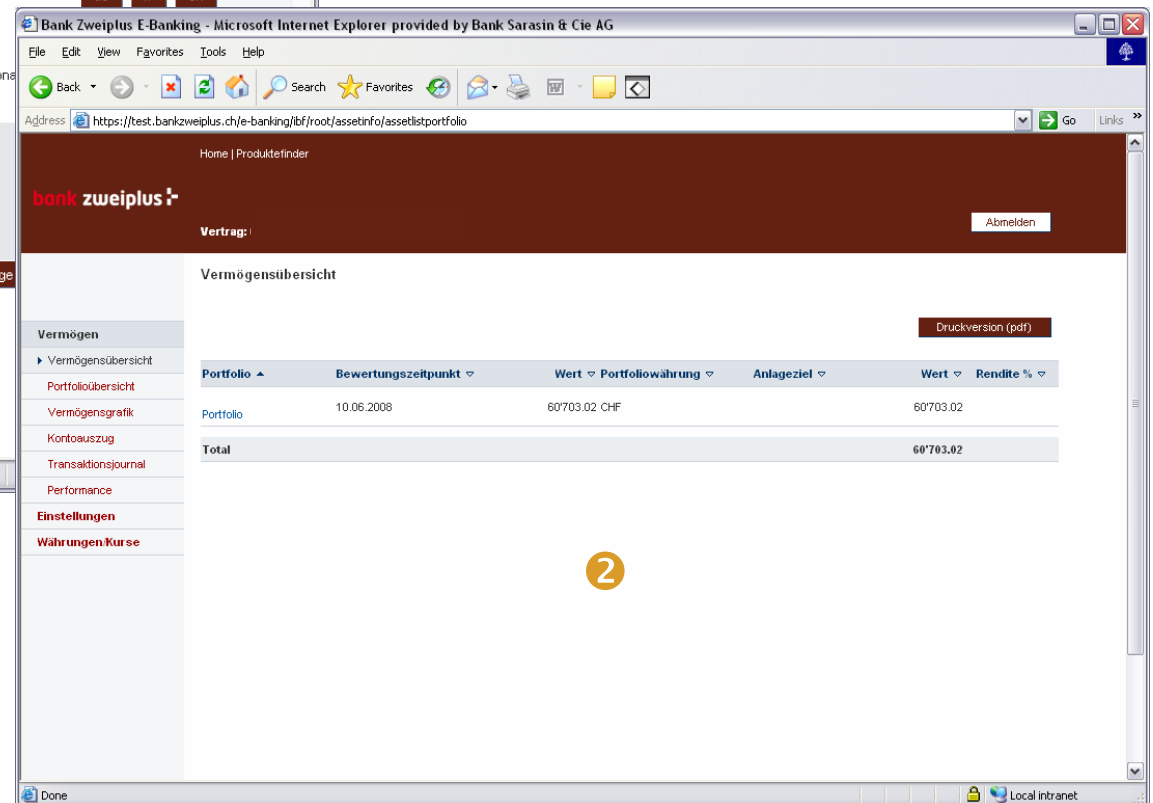 Bank Zweiplus E-Banking - Microsoft Internet Explorer provided by Bank Sarasin & Cie AG
File Edit View Favorites Tools Help
Back Search Favorites
Address https://test.bankzweiplus.ch/e-banking/ibf/root/assetinfo/assetlistportfolio Go Links »
Home | Produktefinder
bank zweiplus
Vertrag:
Abmelden
Vermögensübersicht
Druckversion (pdf)
Vermögen
Vermögensübersicht
Portfolioübersicht
Vermögensgrafik
Kontoauszug
Transaktionsjournal
Performance
Einstellungen
Währungen/Kurse
Portfolio Bewertungszeitpunkt Wert Portfoliowährung Anlageziel Wert Rendite %
Portfolio 10.06.2008 60'703.02 CHF 60'703.02
Total 60'703.02
2
Done Local intranet